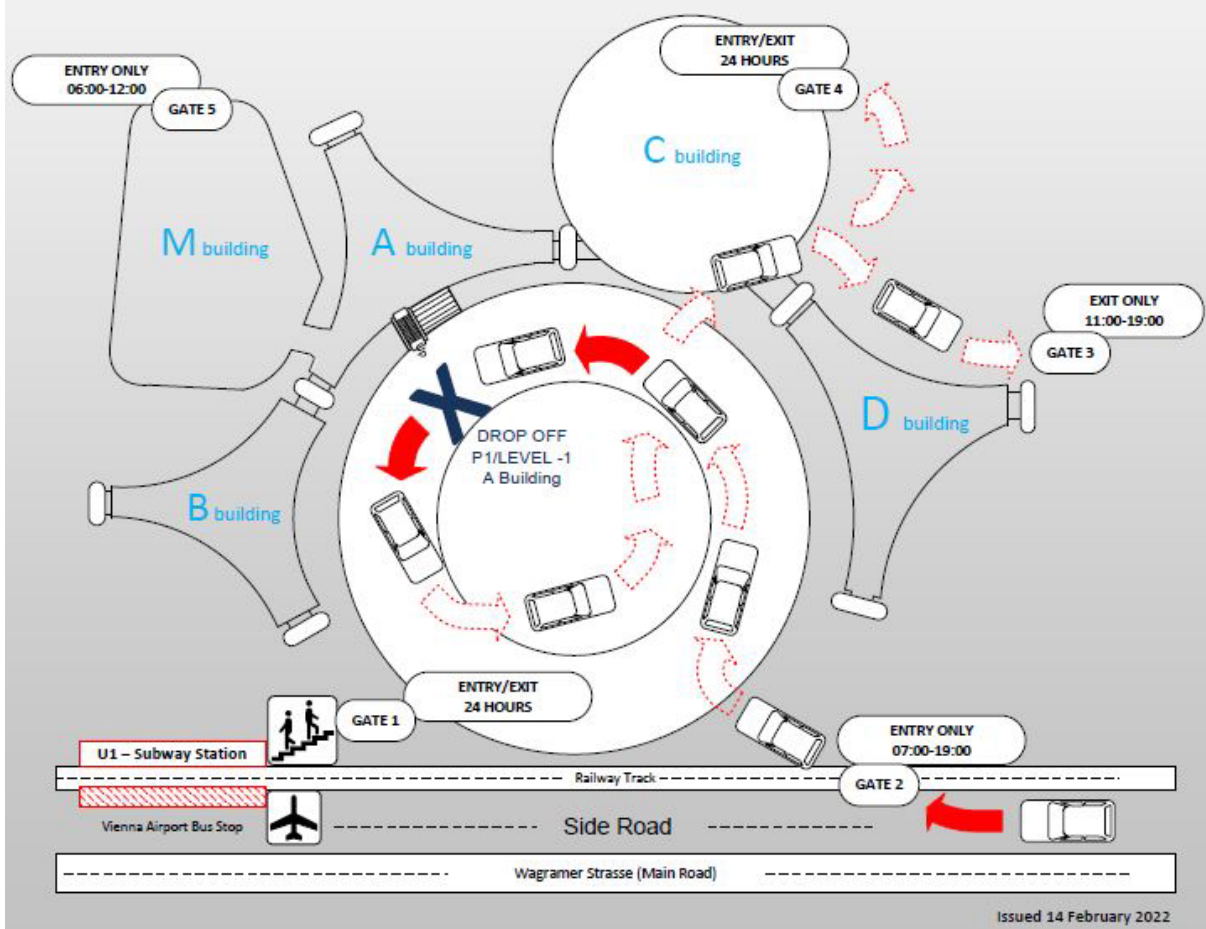 ENTRY/EXIT
24 HOURS
GATE 4
ENTRY ONLY
06:00-12:00
GATE 5
C building
M building
A building
EXIT ONLY
11:00-19:00
GATE 3
D building
DROP OFF
P1/LEVEL -1
A Building
B building
ENTRY/EXIT
24 HOURS
GATE 1
ENTRY ONLY
07:00-19:00
GATE 2
U1 – Subway Station
Railway Track
Vienna Airport Bus Stop
Side Road
Wagramer Strasse (Main Road)
Issued 14 February 2022